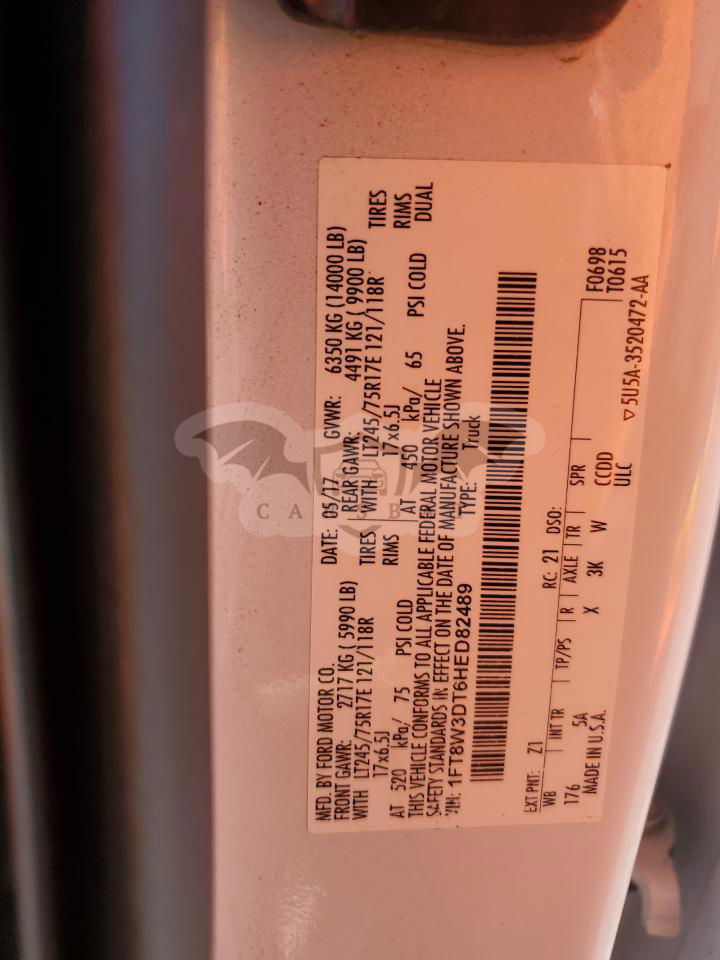 MFD. BY FORD MOTOR CO. DATE: 05/17 GVWR: 6350 KG (14000 LB)
FRONT GAWR: 2717 KG ( 5990 LB) REAR GAWR: 4491 KG ( 9900 LB)
WITH LT245/75R17E 121/118R TIRES WITH LT245/75R17E 121/118R TIRES
17x6.5J RIMS 17x6.5J RIMS
AT 520 kPa/ 75 PSI COLD AT 450 kPa/ 65 PSI COLD DUAL
THIS VEHICLE CONFORMS TO ALL APPLICABLE FEDERAL MOTOR VEHICLE
SAFETY STANDARDS IN EFFECT ON THE DATE OF MANUFACTURE SHOWN ABOVE.
VIN: 1FT8W3DT6HED82489 TYPE: Truck
EXT PNT: Z1 RC: 21 DSO: F0698
T0615
WB INT TR TP/PS R AXLE TR SPR
176 5A X 3K W CCDD
MADE IN U.S.A. ULC
▽5U5A-3520472-AA